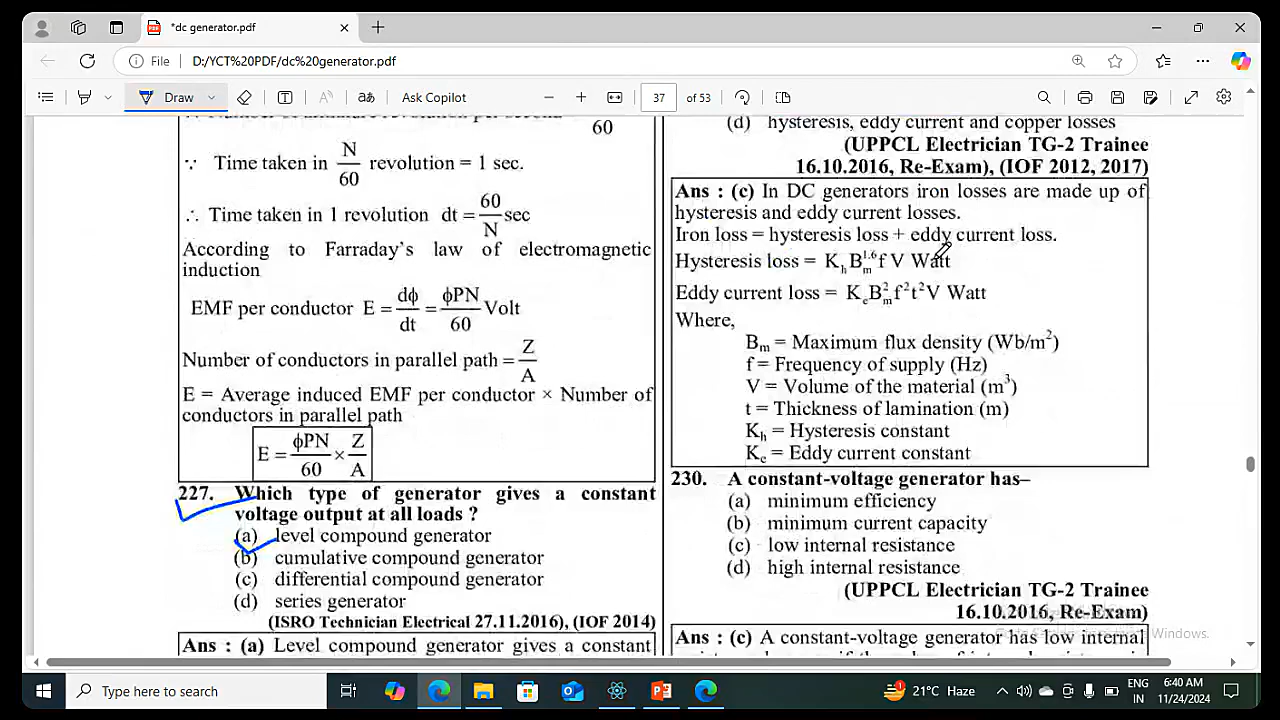 *dc generator.pdf
File
D:/YCT%20PDF/dc%20generator.pdf
Draw
Ask Copilot
37 of 53
60
∵ Time taken in N/60 revolution = 1 sec.
∴ Time taken in 1 revolution dt = 60/N sec
According to Farraday's law of electromagnetic
induction
EMF per conductor E = dϕ/dt = ϕPN/60 Volt
Number of conductors in parallel path = Z/A
E = Average induced EMF per conductor × Number of
conductors in parallel path
E = ϕPN/60 × Z/A
227. Which type of generator gives a constant
voltage output at all loads ?
(a) level compound generator
(b) cumulative compound generator
(c) differential compound generator
(d) series generator
(ISRO Technician Electrical 27.11.2016), (IOF 2014)
Ans : (a) Level compound generator gives a constant
(d) hysteresis, eddy current and copper losses
(UPPCL Electrician TG-2 Trainee
16.10.2016, Re-Exam), (IOF 2012, 2017)
Ans : (c) In DC generators iron losses are made up of
hysteresis and eddy current losses.
Iron loss = hysteresis loss + eddy current loss.
Hysteresis loss = K_h B_m^1.6 f V Watt
Eddy current loss = K_e B_m^2 f^2 t^2 V Watt
Where,
B_m = Maximum flux density (Wb/m²)
f = Frequency of supply (Hz)
V = Volume of the material (m³)
t = Thickness of lamination (m)
K_h = Hysteresis constant
K_e = Eddy current constant
230. A constant-voltage generator has–
(a) minimum efficiency
(b) minimum current capacity
(c) low internal resistance
(d) high internal resistance
(UPPCL Electrician TG-2 Trainee
16.10.2016, Re-Exam)
Ans : (c) A constant-voltage generator has low internal
Type here to search
21°C Haze
ENG
IN
6:40 AM
11/24/2024